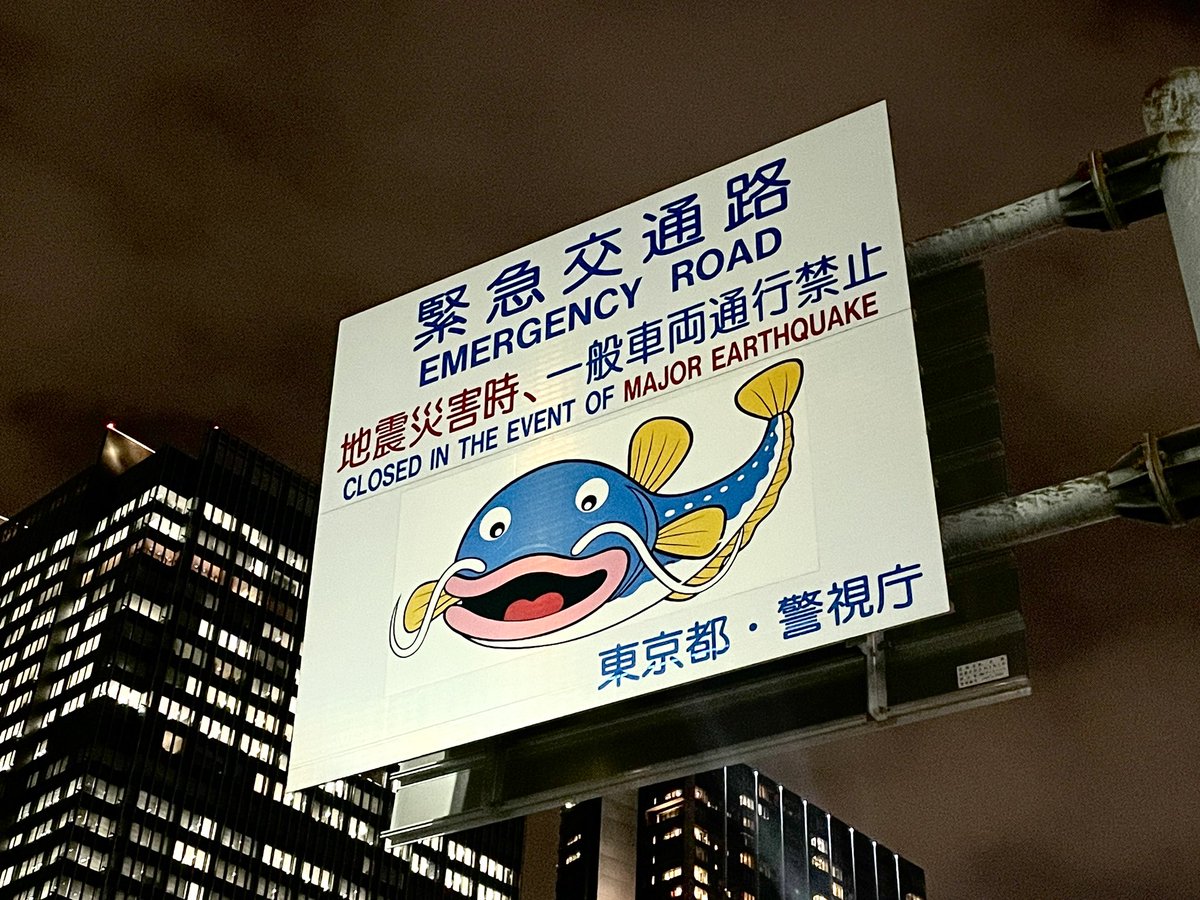 緊急交通路
EMERGENCY ROAD
地震災害時、一般車両通行禁止
CLOSED IN THE EVENT OF MAJOR EARTHQUAKE
東京都・警視庁